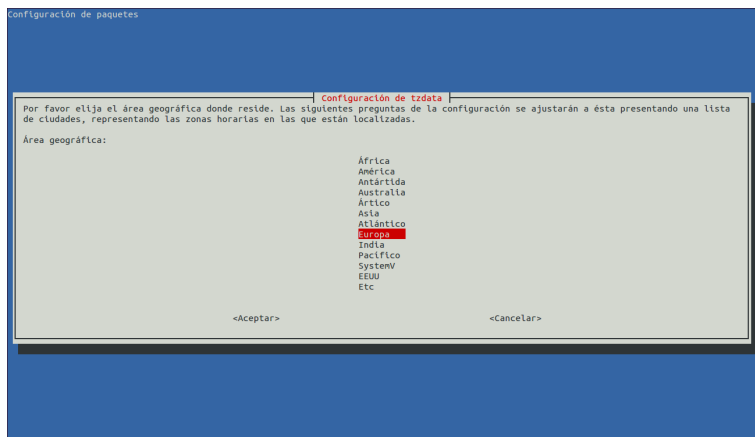 Configuración de paquetes
Configuración de tzdata
Por favor elija el área geográfica donde reside. Las siguientes preguntas de la configuración se ajustarán a ésta presentando una lista
de ciudades, representando las zonas horarias en las que están localizadas.
Área geográfica:
África
América
Antártida
Australia
Ártico
Asia
Atlántico
Europa
India
Pacífico
SystemV
EEUU
Etc
<Aceptar> <Cancelar>